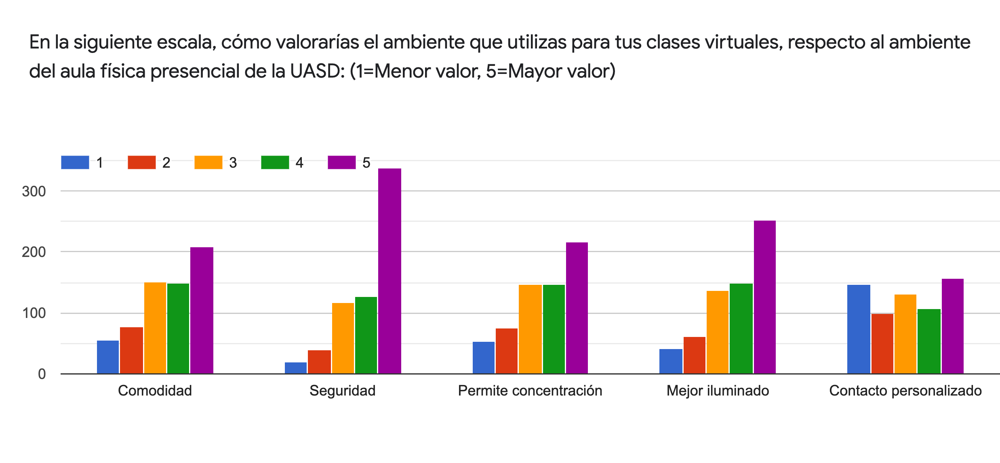 En la siguiente escala, cómo valorarías el ambiente que utilizas para tus clases virtuales, respecto al ambiente
del aula física presencial de la UASD: (1=Menor valor, 5=Mayor valor)
1 2 3 4 5
300
200
100
0
Comodidad Seguridad Permite concentración Mejor iluminado Contacto personalizado